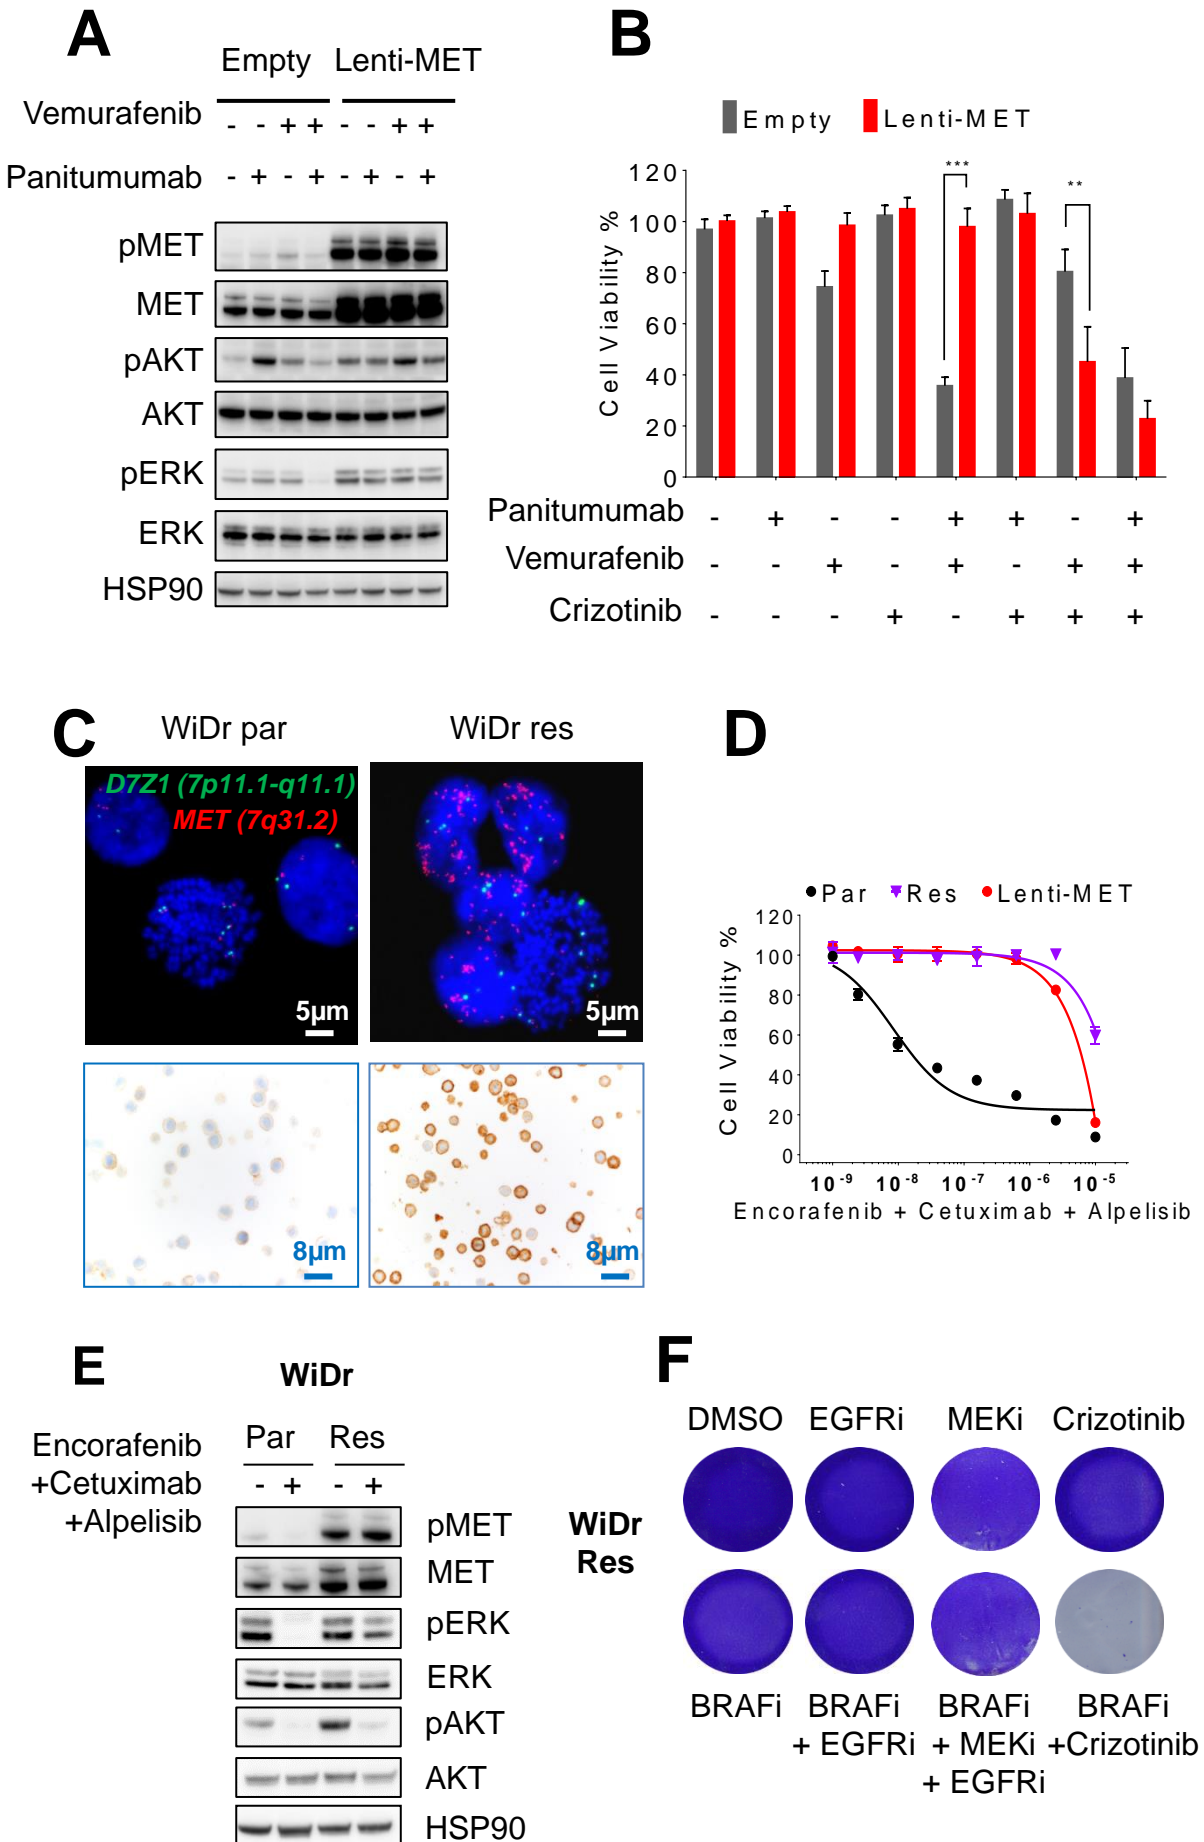 A
Empty Lenti-MET
Vemurafenib - - + + - - + +
Panitumumab - + - + - + - +
pMET
MET
pAKT
AKT
pERK
ERK
HSP90
B
Empty Lenti-MET
Cell Viability %
120
100
80
60
40
20
0
***
**
Panitumumab - + - - + + - +
Vemurafenib - - + - + - + +
Crizotinib - - - + - + + +
C
WiDr par WiDr res
D7Z1 (7p11.1-q11.1)
MET (7q31.2)
5µm 5µm
8µm 8µm
D
Par Res Lenti-MET
Cell Viability %
120
100
80
60
40
20
0
10-9 10-8 10-7 10-6 10-5
Encorafenib + Cetuximab + Alpelisib
E
WiDr
Par Res
Encorafenib
+Cetuximab
+Alpelisib
- + - +
pMET
MET
pERK
ERK
pAKT
AKT
HSP90
F
DMSO EGFRi MEKi Crizotinib
WiDr
Res
BRAFi BRAFi BRAFi BRAFi
+ EGFRi + MEKi +Crizotinib
+ EGFRi